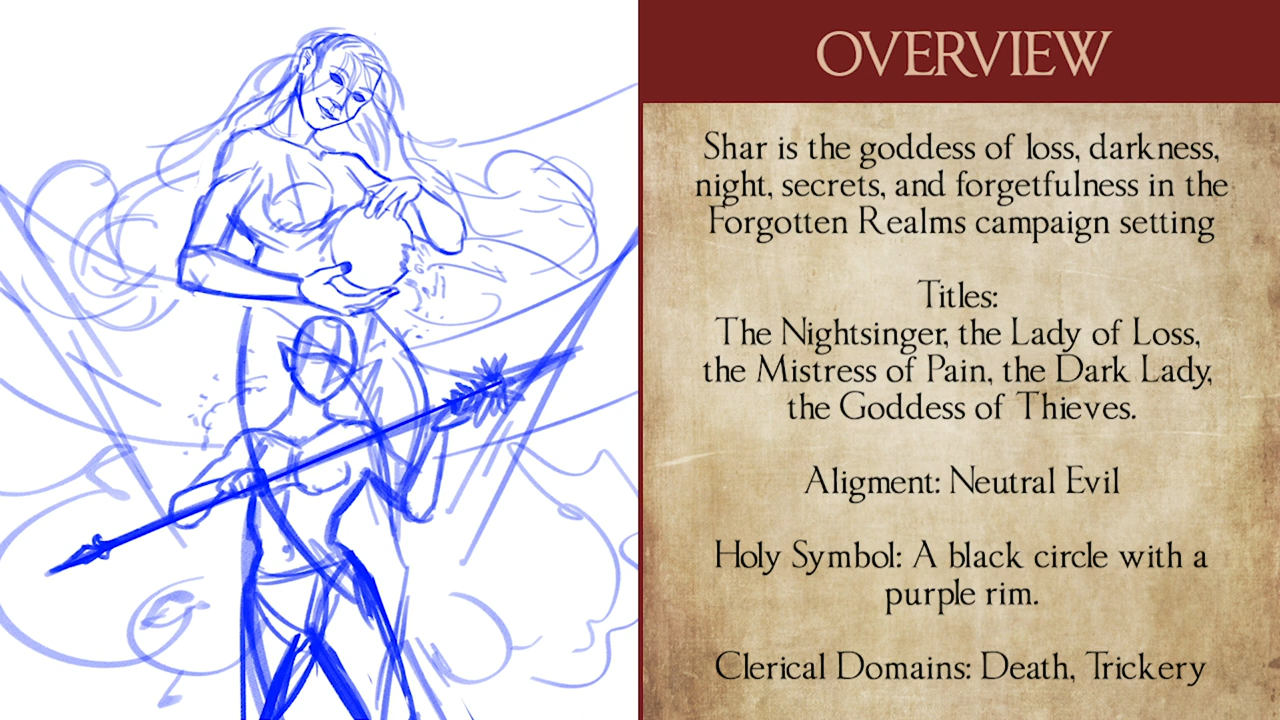 OVERVIEW
Shar is the goddess of loss, darkness,
night, secrets, and forgetfulness in the
Forgotten Realms campaign setting
Titles:
The Nightsinger, the Lady of Loss,
the Mistress of Pain, the Dark Lady,
the Goddess of Thieves.
Aligment: Neutral Evil
Holy Symbol: A black circle with a
purple rim.
Clerical Domains: Death, Trickery